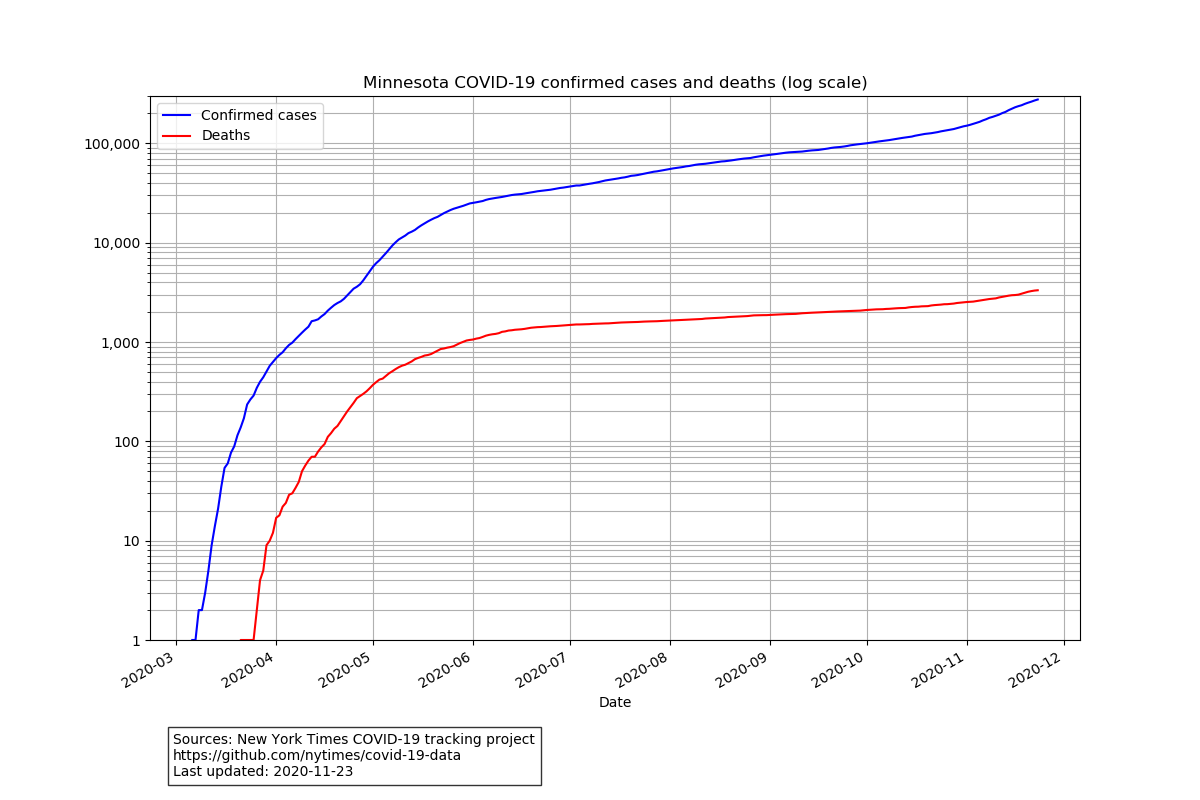 Minnesota COVID-19 confirmed cases and deaths (log scale)
Confirmed cases
Deaths
100,000
10,000
1,000
100
10
1
2020-03
2020-04
2020-05
2020-06
2020-07
2020-08
2020-09
2020-10
2020-11
2020-12
Date
Sources: New York Times COVID-19 tracking project
https://github.com/nytimes/covid-19-data
Last updated: 2020-11-23